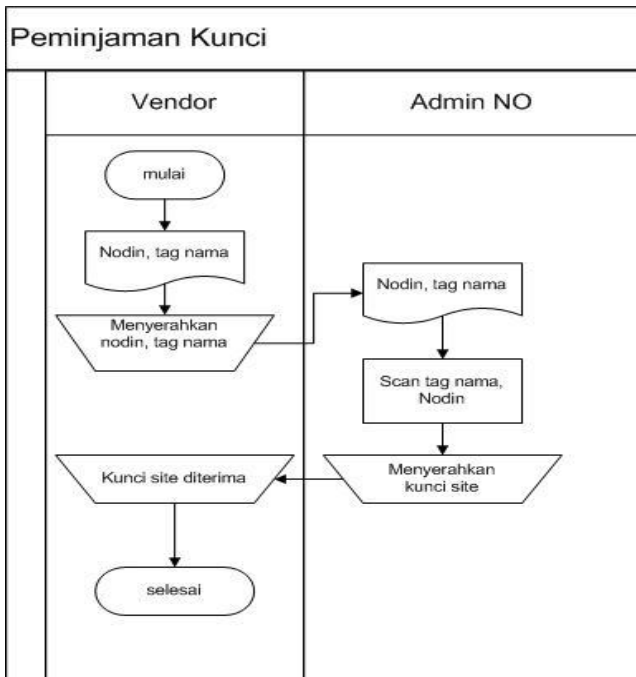 Peminjaman Kunci
Vendor
Admin NO
mulai
Nodin, tag nama
Menyerahkan
nodin, tag nama
Nodin, tag nama
Scan tag nama,
Nodin
Menyerahkan
kunci site
Kunci site diterima
selesai